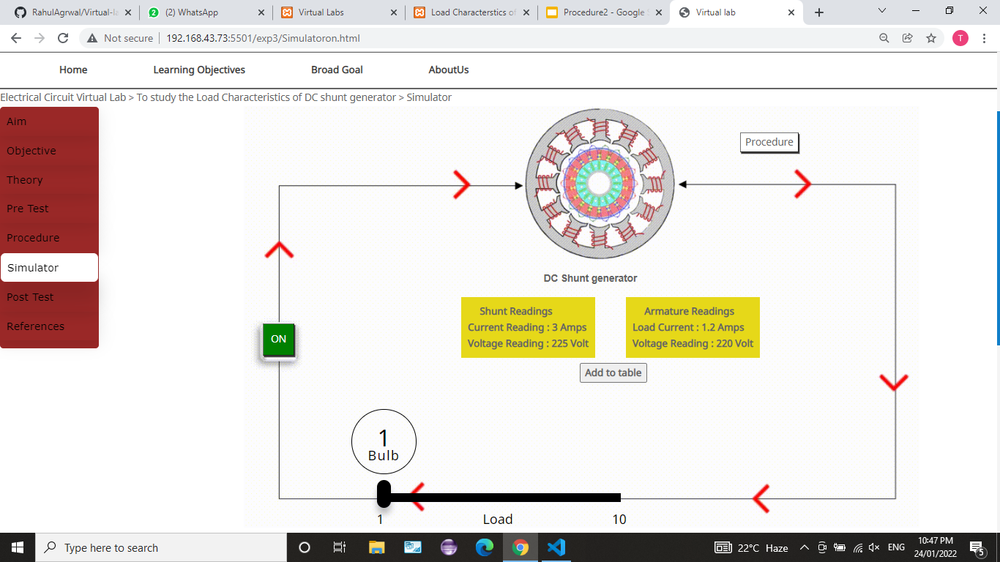 RahulAgrwal/Virtual-la
2
(2) WhatsApp
Virtual Labs
Load Characterstics of
Procedure2 - Google S
Virtual lab
Not secure
192.168.43.73:5501/exp3/Simulatoron.html
T
Home
Learning Objectives
Broad Goal
AboutUs
Electrical Circuit Virtual Lab > To study the Load Characteristics of DC shunt generator > Simulator
Aim
Objective
Theory
Pre Test
Procedure
Simulator
Post Test
References
Procedure
DC Shunt generator
Shunt Readings
Current Reading : 3 Amps
Voltage Reading : 225 Volt
Armature Readings
Load Current : 1.2 Amps
Voltage Reading : 220 Volt
Add to table
ON
1
Bulb
1
Load
10
Type here to search
22°C Haze
ENG
10:47 PM
24/01/2022
5